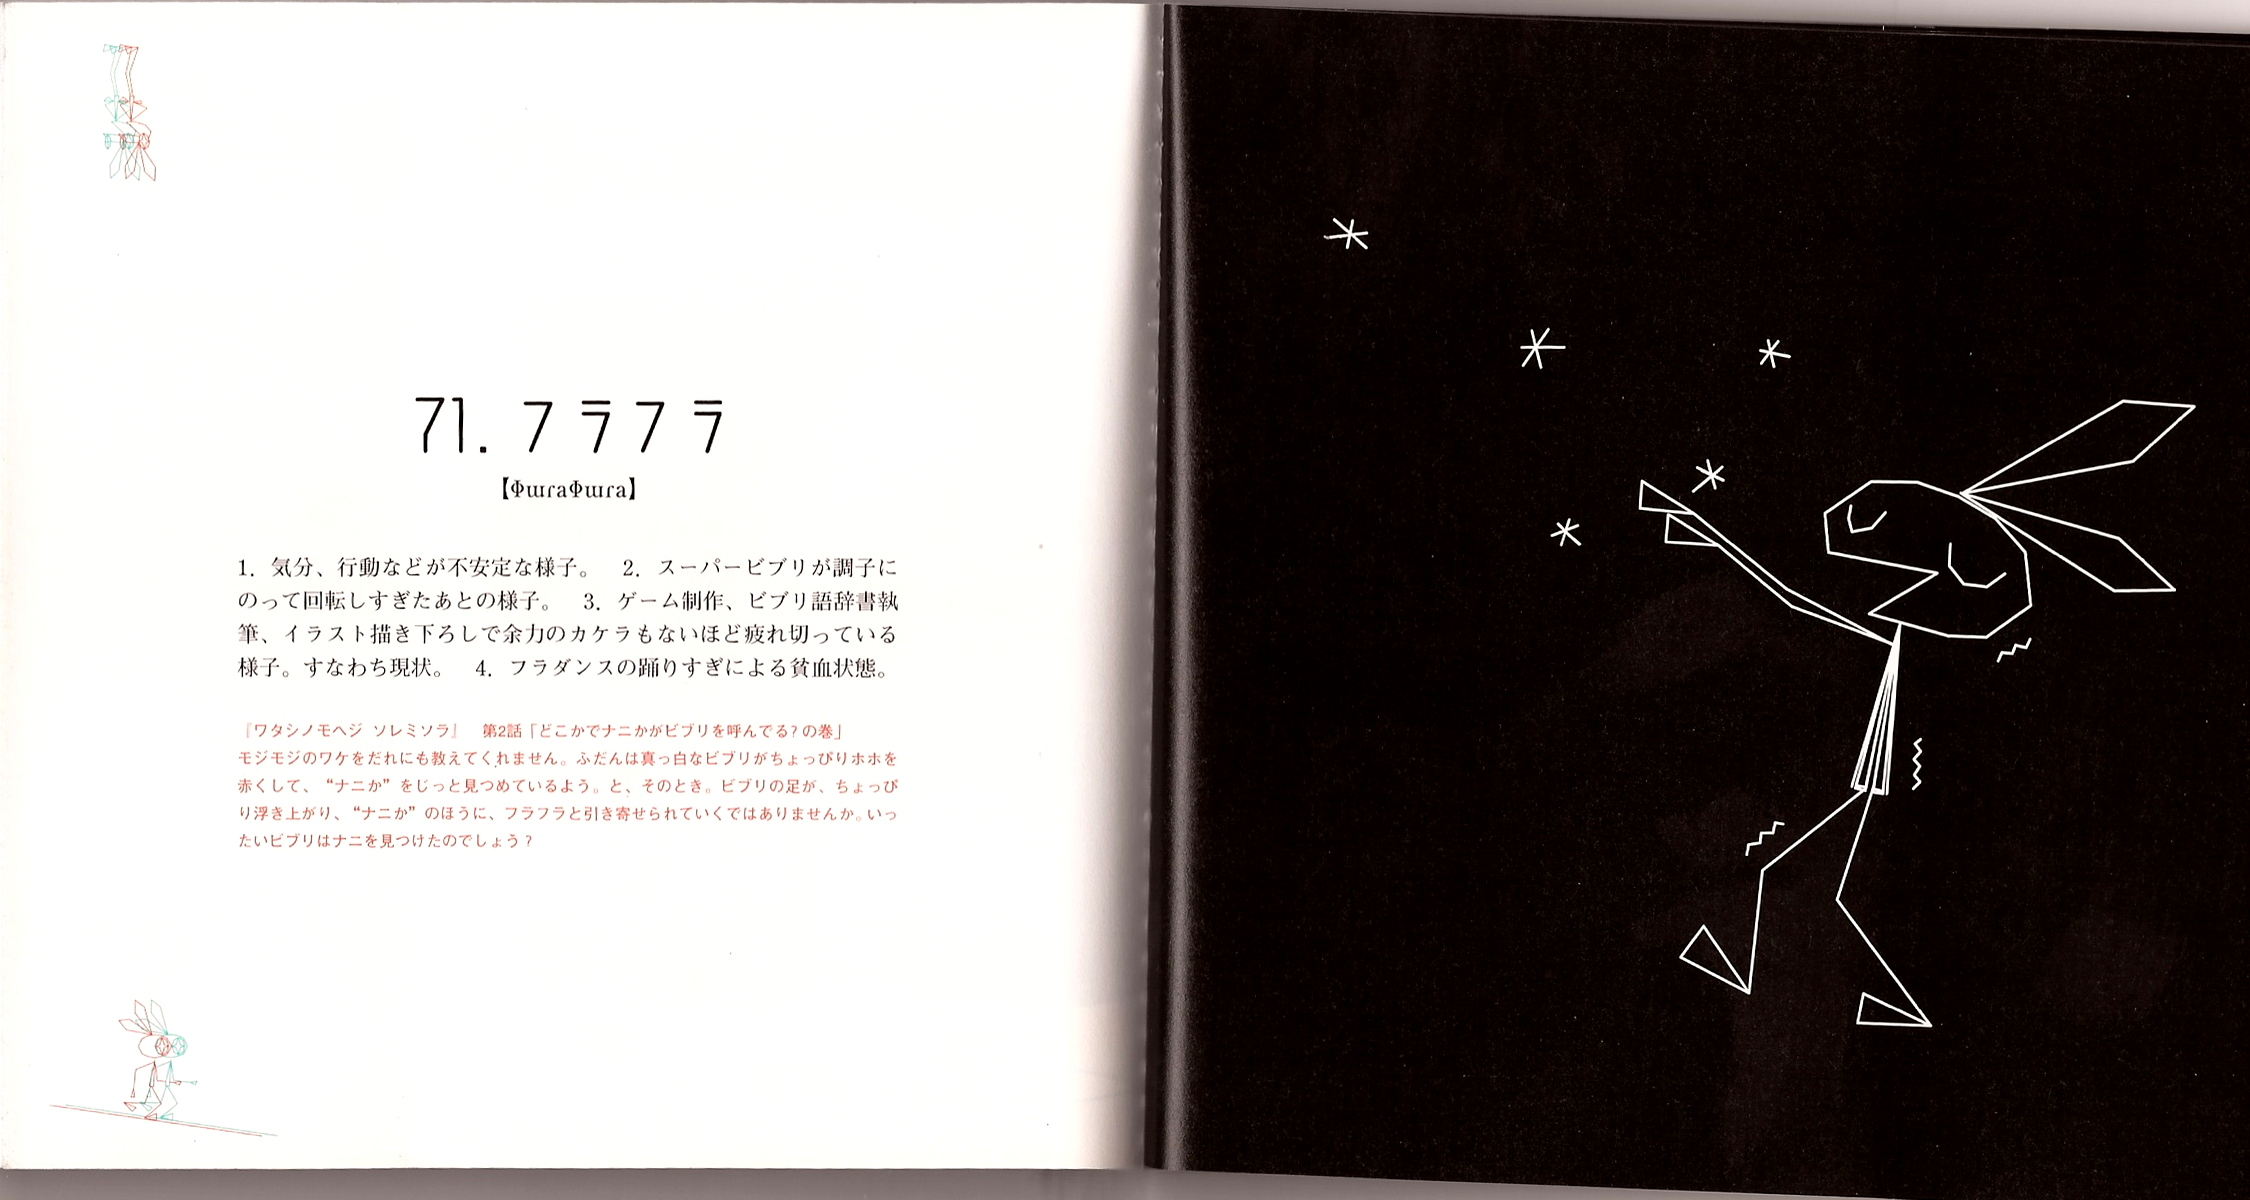 71. フラフラ
【ΦɯɾaΦɯɾa】
1. 気分、行動などが不安定な様子。 2. スーパービブリが調子に
のって回転しすぎたあとの様子。 3. ゲーム制作、ビブリ語辞書執
筆、イラスト描き下ろしで余力のカケラもないほど疲れ切っている
様子。すなわち現状。 4. フラダンスの踊りすぎによる貧血状態。
『ワタシノモヘジ ソレミソラ』 第2話「どこかでナニかがビブリを呼んでる?の巻」
モジモジのワケをだれにも教えてくれません。ふだんは真っ白なビブリがちょっぴりホホを
赤くして、“ナニか”をじっと見つめているよう。と、そのとき。ビブリの足が、ちょっぴ
り浮き上がり、“ナニか”のほうに、フラフラと引き寄せられていくではありませんか。いっ
たいビブリはナニを見つけたのでしょう?